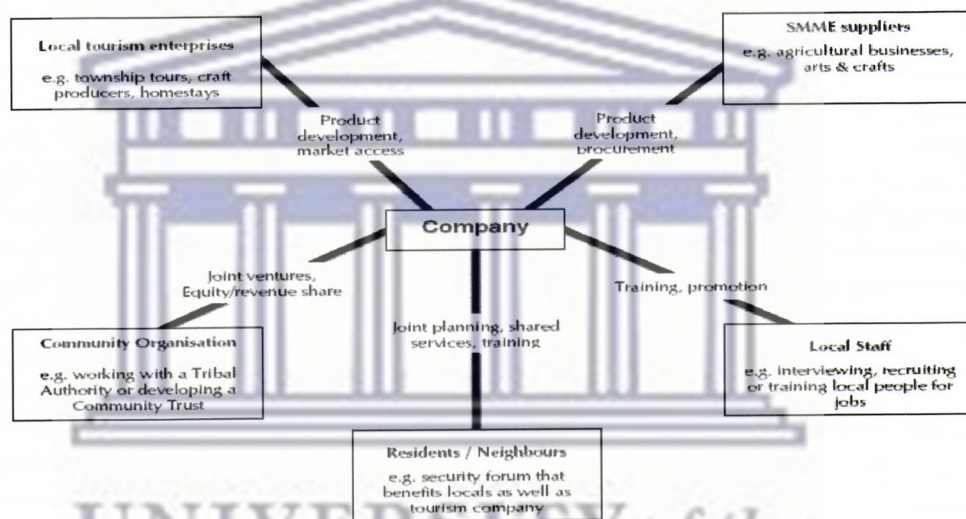 Local tourism enterprises
e.g. township tours, craft
producers, homestays
SMME suppliers
e.g. agricultural businesses,
arts & crafts
Product
development,
market access
Product
development,
procurement
Company
Joint ventures,
Equity/revenue share
Training, promotion
Joint planning, shared
services, training
Community Organisation
e.g. working with a Tribal
Authority or developing a
Community Trust
Local Staff
e.g. interviewing, recruiting
or training local people for
jobs
Residents / Neighbours
e.g. security forum that
benefits locals as well as
tourism company
UNIVERSITY of the